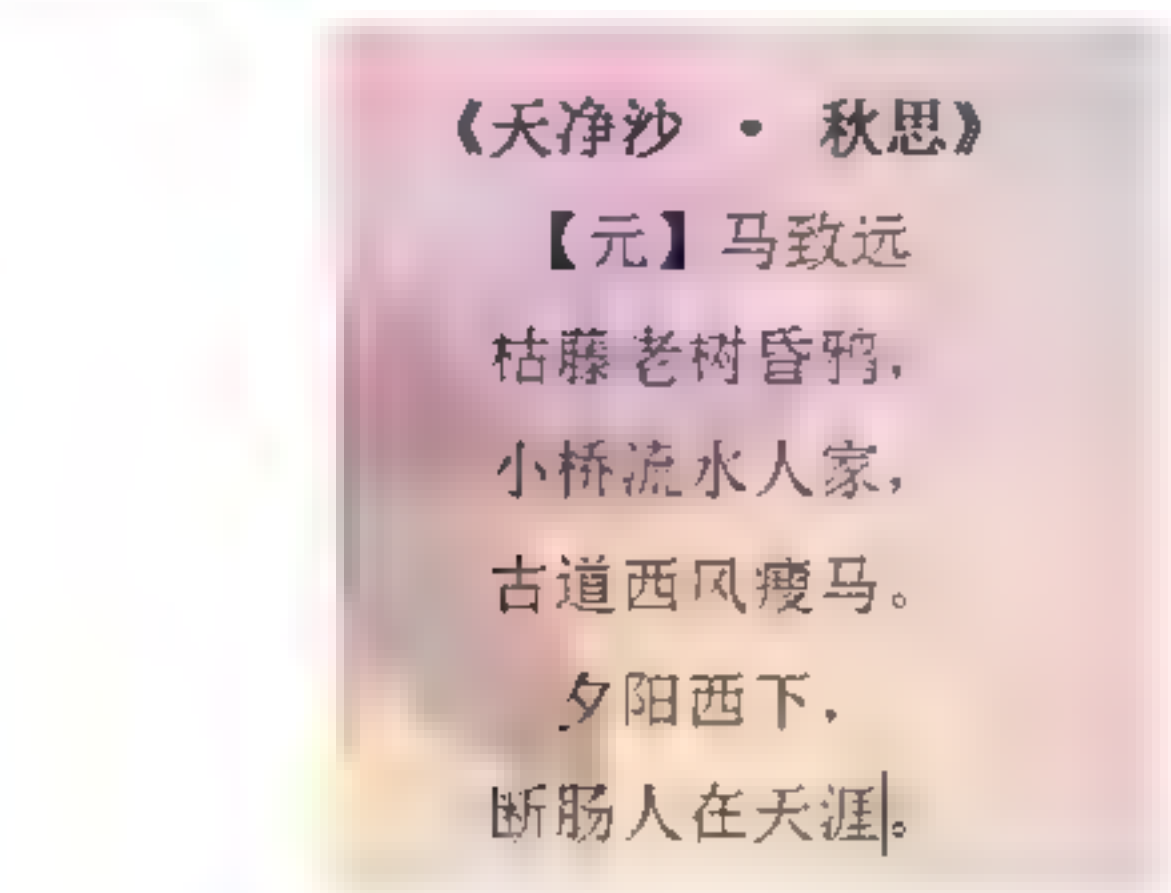 《天净沙 · 秋思》
【元】马致远
枯藤老树昏鸦,
小桥流水人家,
古道西风瘦马。
夕阳西下,
断肠人在天涯。